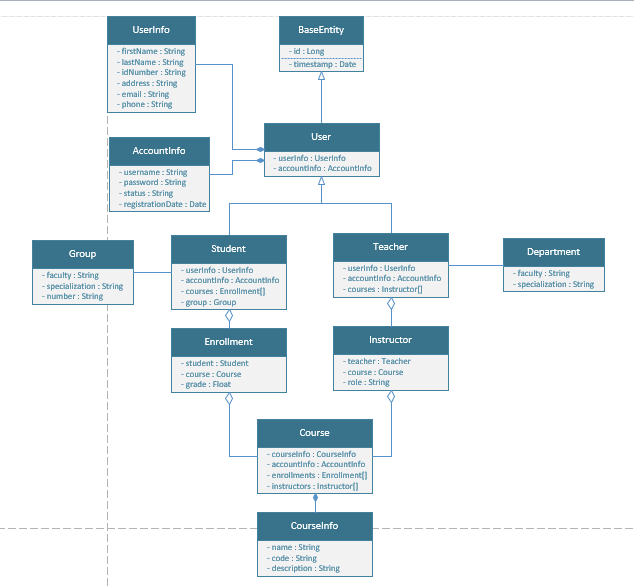 UserInfo
- firstName : String
- lastName : String
- idNumber : String
- address : String
- email : String
- phone : String
BaseEntity
- id : Long
- timestamp : Date
User
- userInfo : UserInfo
- accountInfo : AccountInfo
AccountInfo
- username : String
- password : String
- status : String
- registrationDate : Date
Group
- faculty : String
- specialization : String
- number : String
Student
- userInfo : UserInfo
- accountInfo : AccountInfo
- courses : Enrollment[]
- group : Group
Teacher
- userInfo : UserInfo
- accountInfo : AccountInfo
- courses : Instructor[]
Department
- faculty : String
- specialization : String
Enrollment
- student : Student
- course : Course
- grade : Float
Instructor
- teacher : Teacher
- course : Course
- role : String
Course
- courseInfo : CourseInfo
- accountInfo : AccountInfo
- enrollments : Enrollment[]
- instructors : Instructor[]
CourseInfo
- name : String
- code : String
- description : String